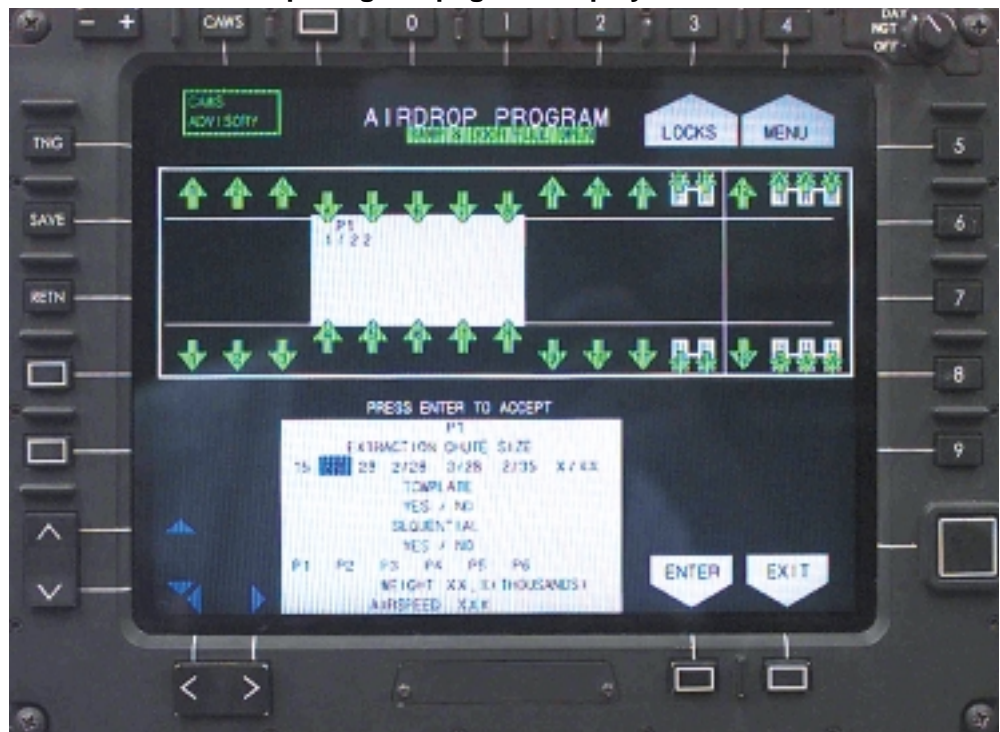 - + CAWS 0 1 2 3 4
DAY
NGT
OFF
CAWS
ADVISORY
AIRDROP PROGRAM
LOCKS
MENU
TNG
5
SAVE
6
P1
1/22
RETN
7
8
PRESS ENTER TO ACCEPT
P1
9
EXTRACTION CHUTE SIZE
15 28 2/28 3/28 2/35 X/XX
TOWPLATE
YES / NO
SEQUENTIAL
YES / NO
P1 P2 P3 P4 P5 P6
WEIGHT XX.X(THOUSANDS)
AIRSPEED XXX
ENTER
EXIT
< >